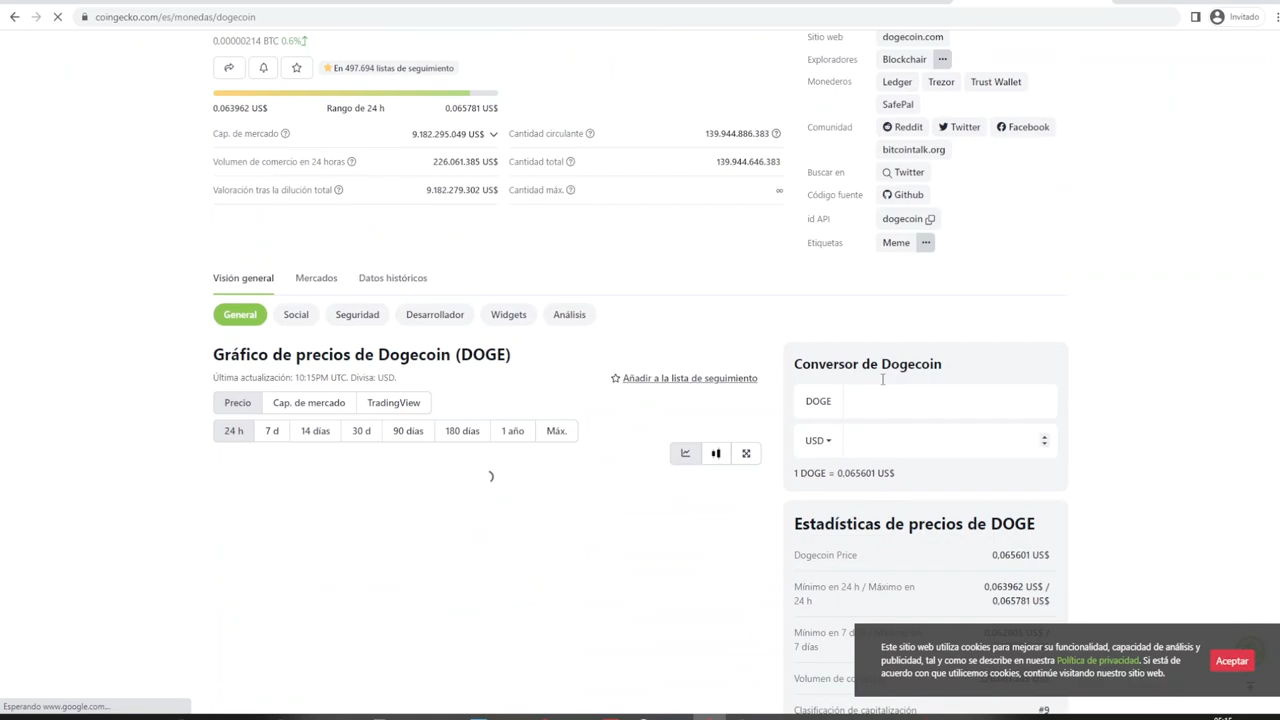 coingecko.com/es/monedas/dogecoin
Invitado
0,00000214 BTC 0.6%
En 497.694 listas de seguimiento
0,063962 US$ Rango de 24 h 0,065781 US$
Cap. de mercado 9.182.295.049 US$
Volumen de comercio en 24 horas 226.061.385 US$
Valoración tras la dilución total 9.182.279.302 US$
Cantidad circulante 139.944.886.383
Cantidad total 139.944.646.383
Cantidad máx. ∞
Sitio web dogecoin.com
Exploradores Blockchair
Monederos Ledger Trezor Trust Wallet
SafePal
Comunidad Reddit Twitter Facebook
bitcointalk.org
Buscar en Twitter
Código fuente Github
id API dogecoin
Etiquetas Meme
Visión general Mercados Datos históricos
General Social Seguridad Desarrollador Widgets Análisis
Gráfico de precios de Dogecoin (DOGE)
Última actualización: 10:15PM UTC. Divisa: USD.
Añadir a la lista de seguimiento
Precio Cap. de mercado TradingView
24 h 7 d 14 días 30 d 90 días 180 días 1 año Máx.
Conversor de Dogecoin
DOGE
USD
1 DOGE = 0,065601 US$
Estadísticas de precios de DOGE
Dogecoin Price 0,065601 US$
Mínimo en 24 h / Máximo en 0,063962 US$ /
24 h 0,065781 US$
Mínimo en 7
7 días
Volumen de
Clasificación de capitalización #9
Este sitio web utiliza cookies para mejorar su funcionalidad, capacidad de análisis y
publicidad, tal y como se describe en nuestra Política de privacidad. Si está de
acuerdo con que utilicemos cookies, continúe visitando nuestro sitio web.
Aceptar
Esperando www.google.com...